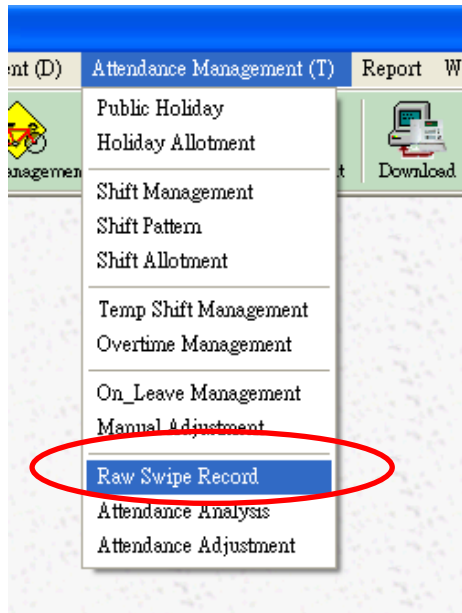 ent (D) Attendance Management (T) Report W
Public Holiday
Holiday Allotment
anagemen t Download
Shift Management
Shift Pattern
Shift Allotment
Temp Shift Management
Overtime Management
On_Leave Management
Manual Adjustment
Raw Swipe Record
Attendance Analysis
Attendance Adjustment